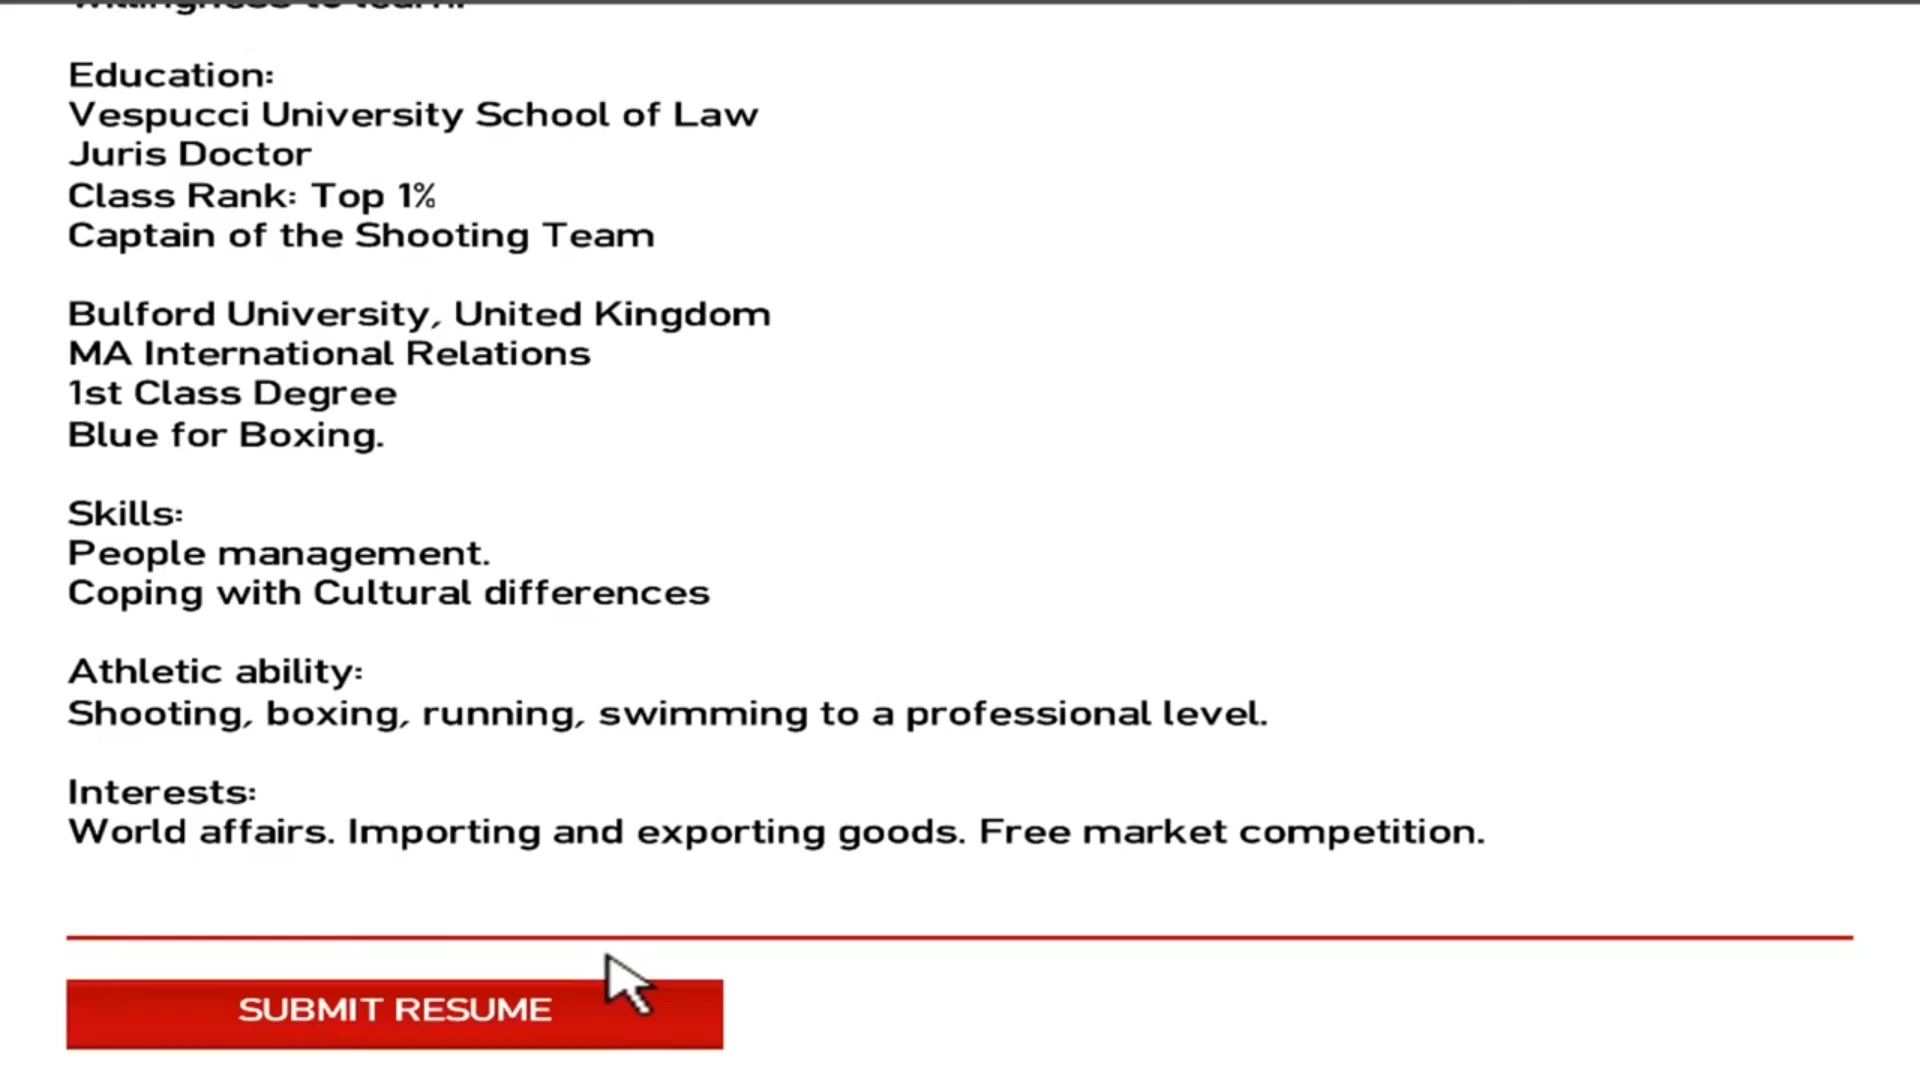 willingness to learn.
Education:
Vespucci University School of Law
Juris Doctor
Class Rank: Top 1%
Captain of the Shooting Team
Bulford University, United Kingdom
MA International Relations
1st Class Degree
Blue for Boxing.
Skills:
People management.
Coping with Cultural differences
Athletic ability:
Shooting, boxing, running, swimming to a professional level.
Interests:
World affairs. Importing and exporting goods. Free market competition.
SUBMIT RESUME